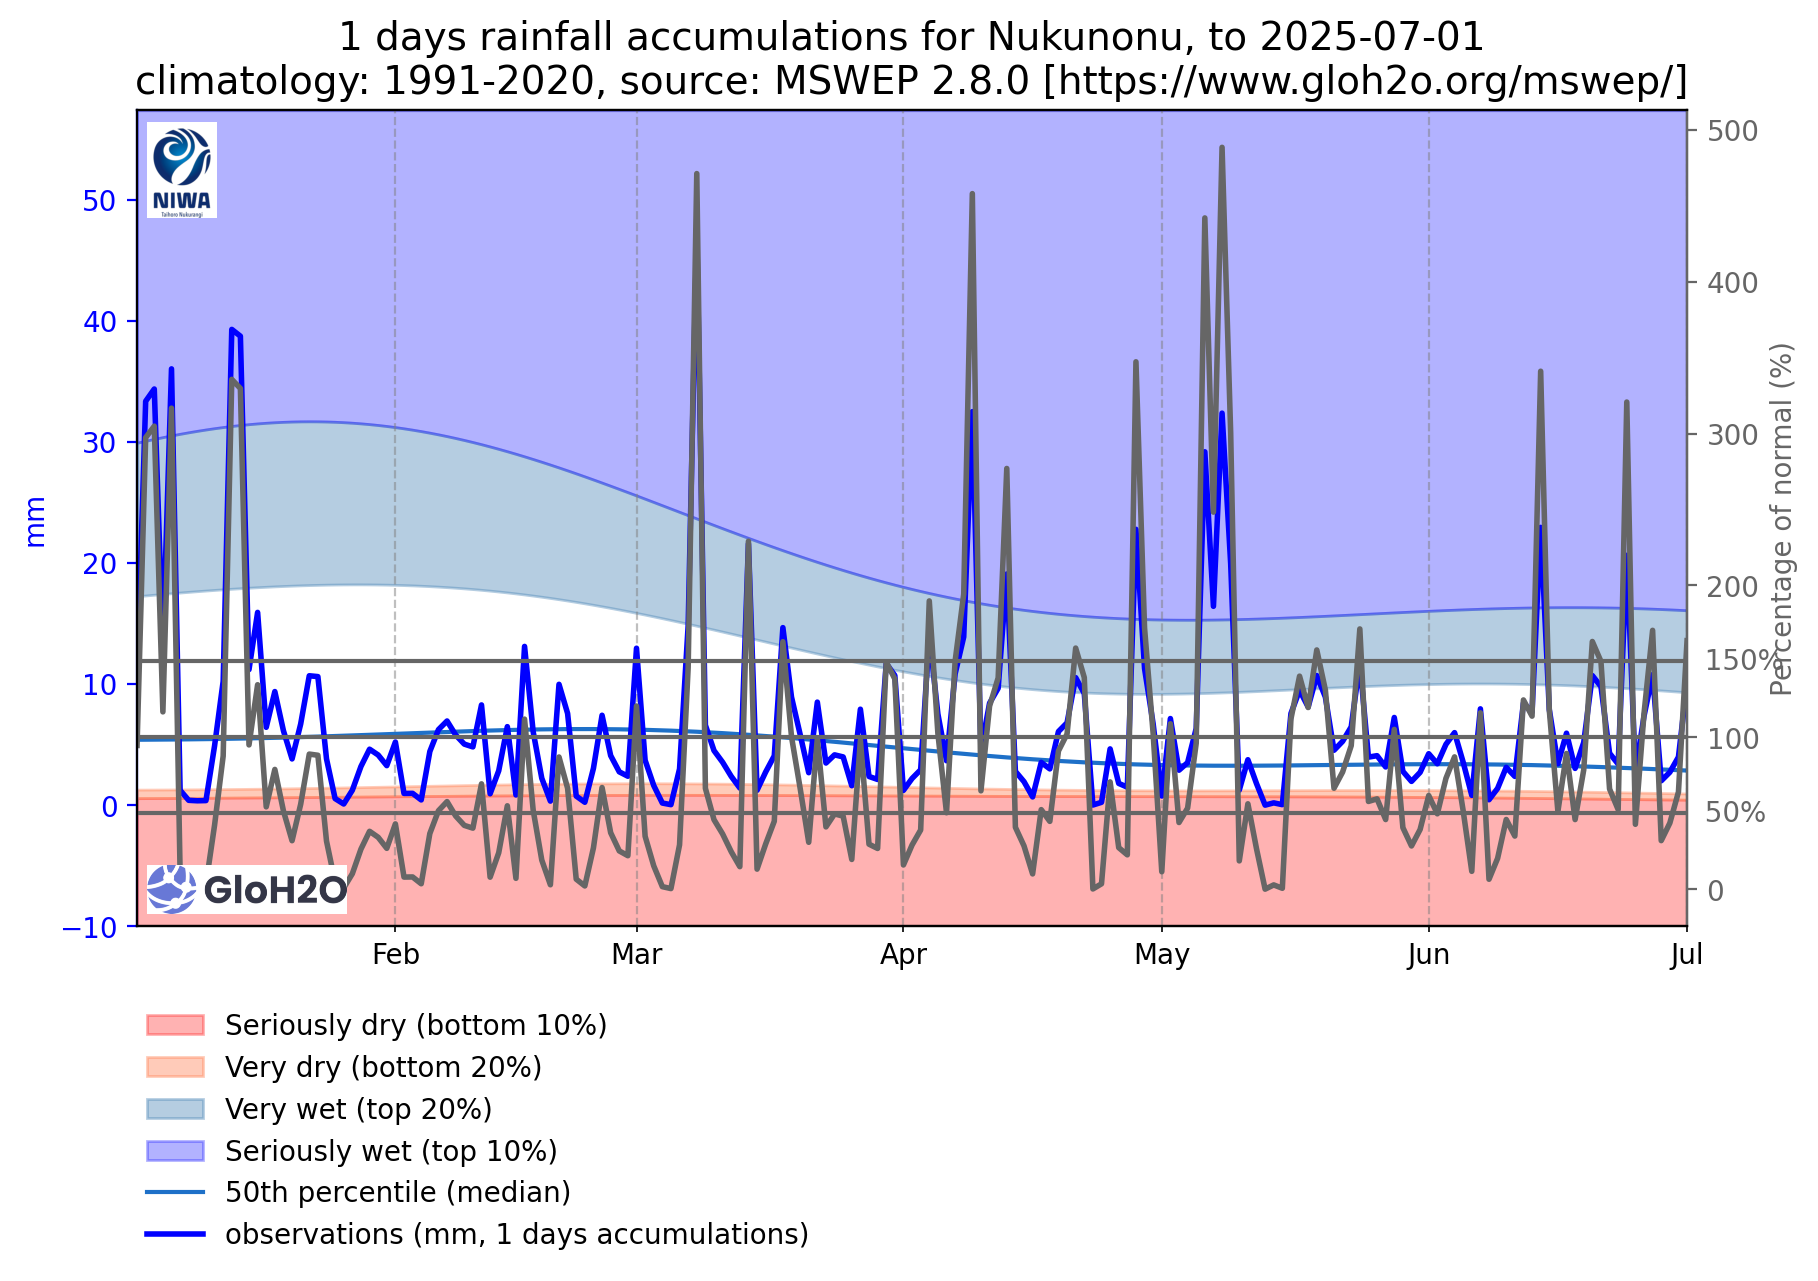 1 days rainfall accumulations for Nukunonu, to 2025-07-01
climatology: 1991-2020, source: MSWEP 2.8.0 [https://www.gloh2o.org/mswep/]
NIWA
Taihoro Nukurangi
mm
50
40
30
20
10
0
−10
500
400
300
200
150%
100
50%
0
Percentage of normal (%)
GloH2O
Feb
Mar
Apr
May
Jun
Jul
Seriously dry (bottom 10%)
Very dry (bottom 20%)
Very wet (top 20%)
Seriously wet (top 10%)
50th percentile (median)
observations (mm, 1 days accumulations)